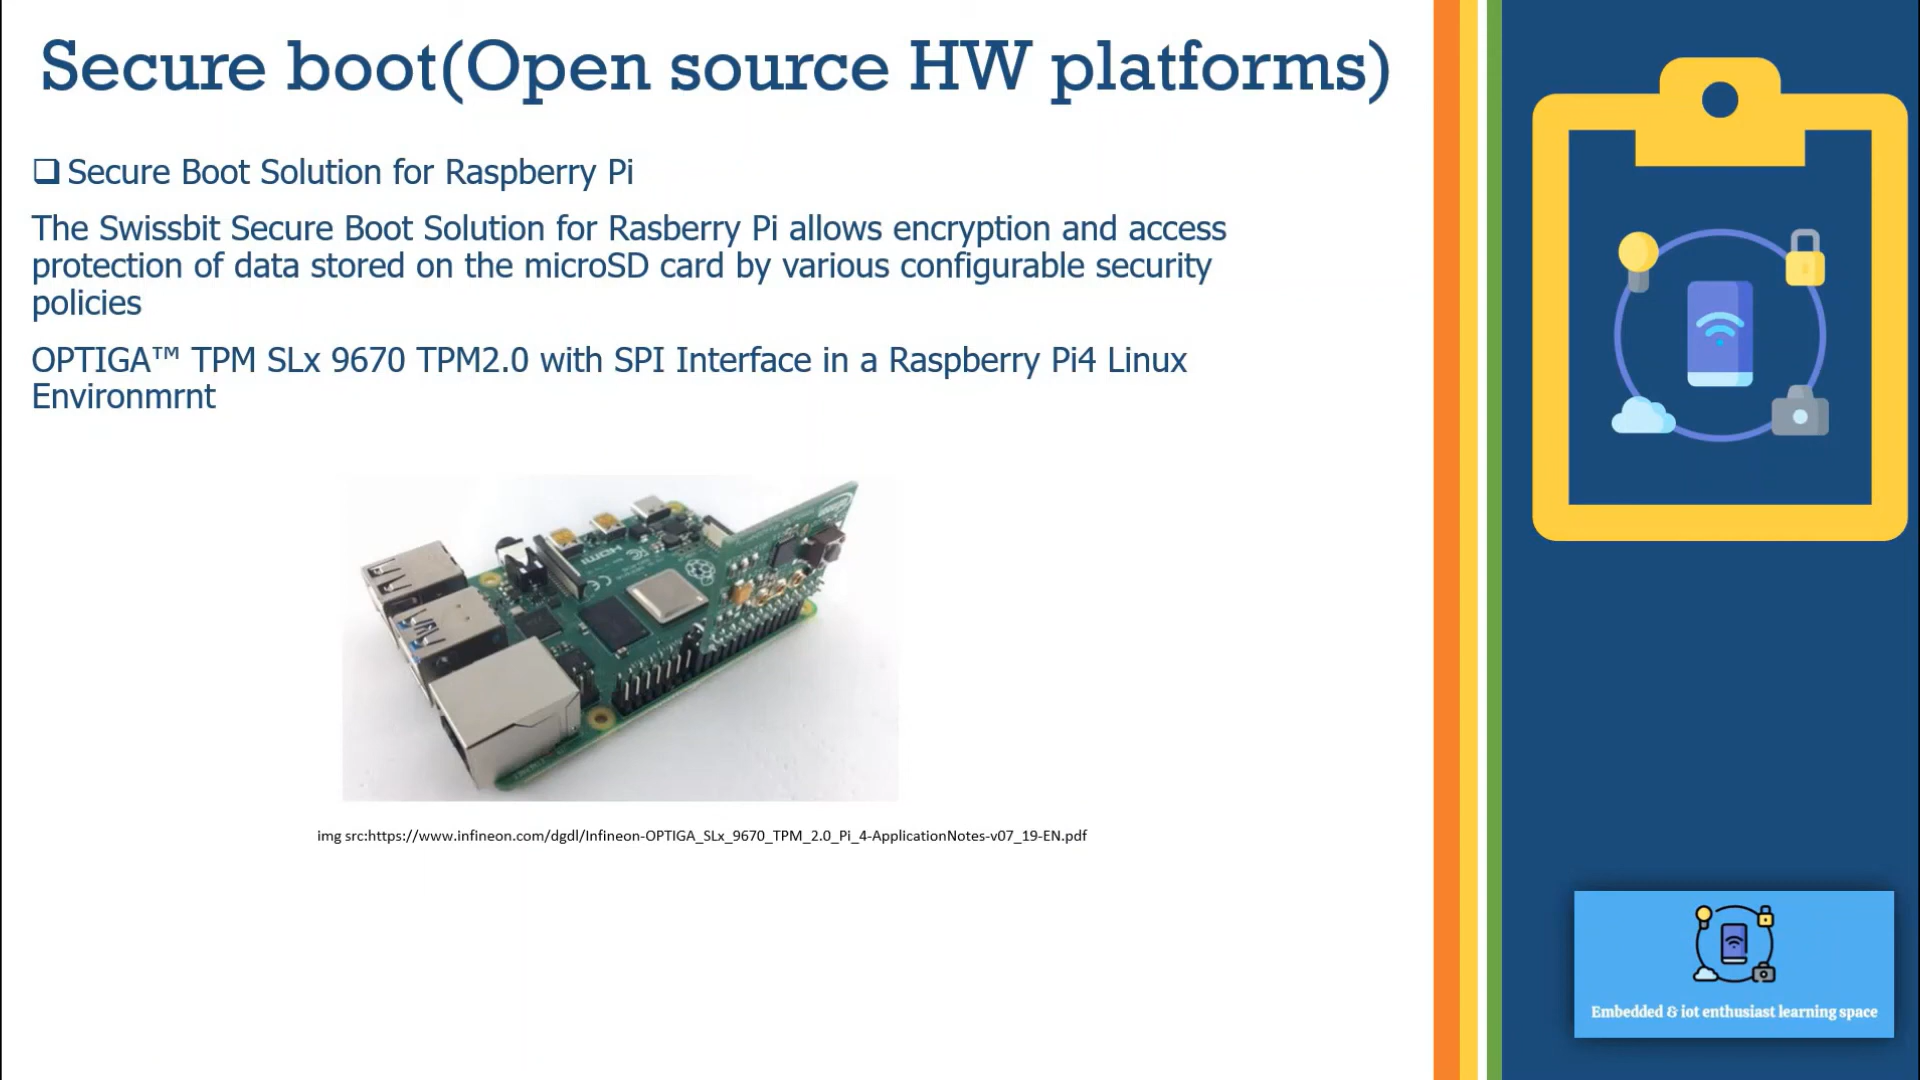 Secure boot(Open source HW platforms)
❑ Secure Boot Solution for Raspberry Pi
The Swissbit Secure Boot Solution for Rasberry Pi allows encryption and access
protection of data stored on the microSD card by various configurable security
policies
OPTIGA™ TPM SLx 9670 TPM2.0 with SPI Interface in a Raspberry Pi4 Linux
Environmrnt
HDMI
img src:https://www.infineon.com/dgdl/Infineon-OPTIGA_SLx_9670_TPM_2.0_Pi_4-ApplicationNotes-v07_19-EN.pdf
Embedded & iot enthusiast learning space